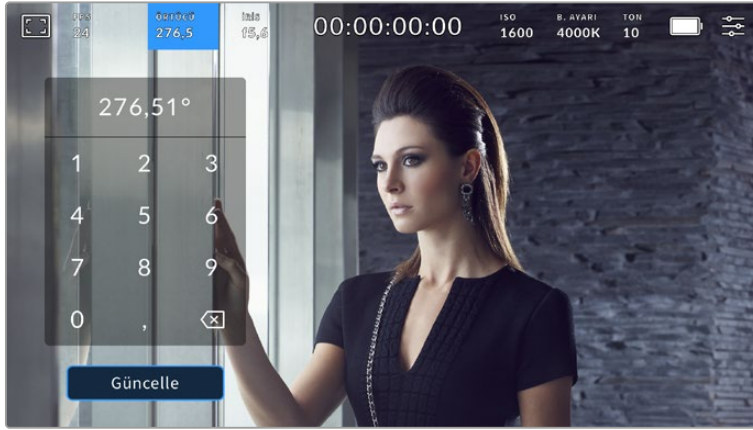 FPS ÖRTÜCÜ İRİS 00:00:00:00 ISO B. AYARI TON
24 276,5 f5,6 1600 4000K 10
276,51°
1 2 3
4 5 6
7 8 9
0 ,
Güncelle